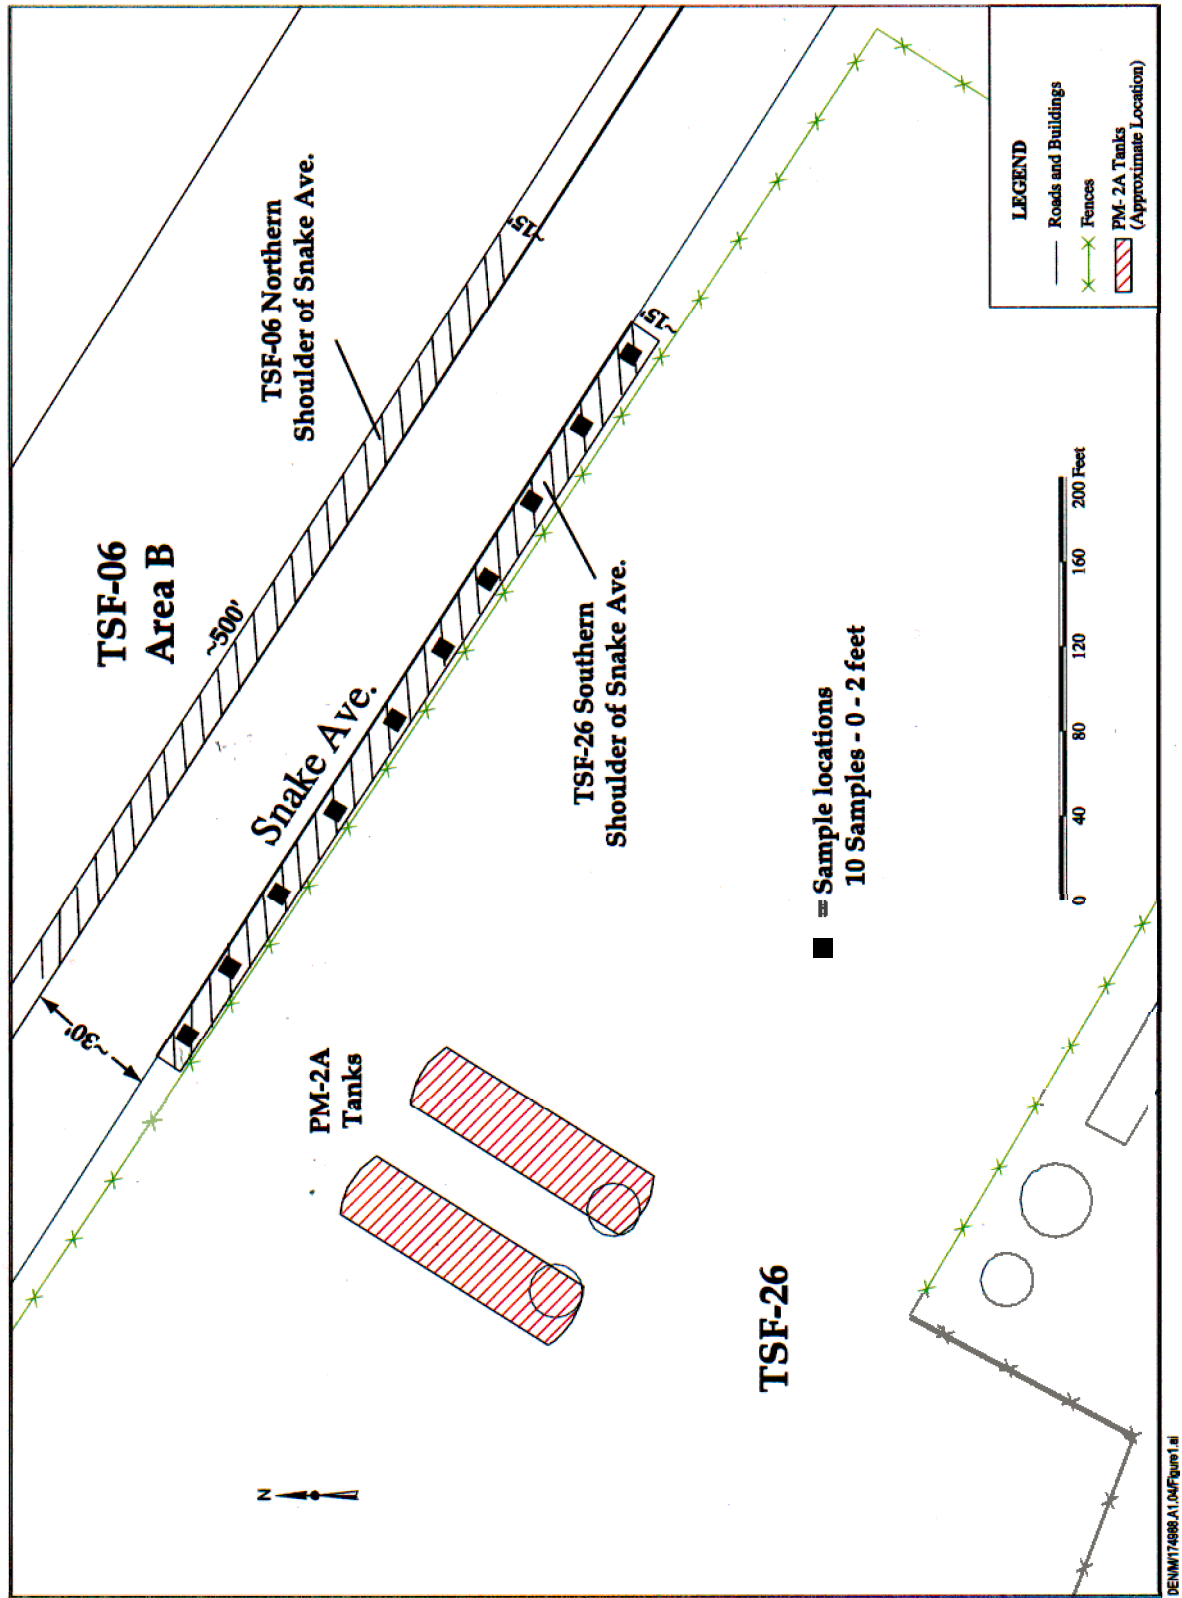 TSF-06
Area B
TSF-06 Northern
Shoulder of Snake Ave.
~15'
~500'
Snake Ave.
~30'
~15'
TSF-26 Southern
Shoulder of Snake Ave.
PM-2A
Tanks
= Sample locations
10 Samples - 0 - 2 feet
TSF-26
N
0 40 80 120 160 200 Feet
LEGEND
Roads and Buildings
Fences
PM- 2A Tanks
(Approximate Location)
DEN/M/174988.A1.04/Figure1.ai